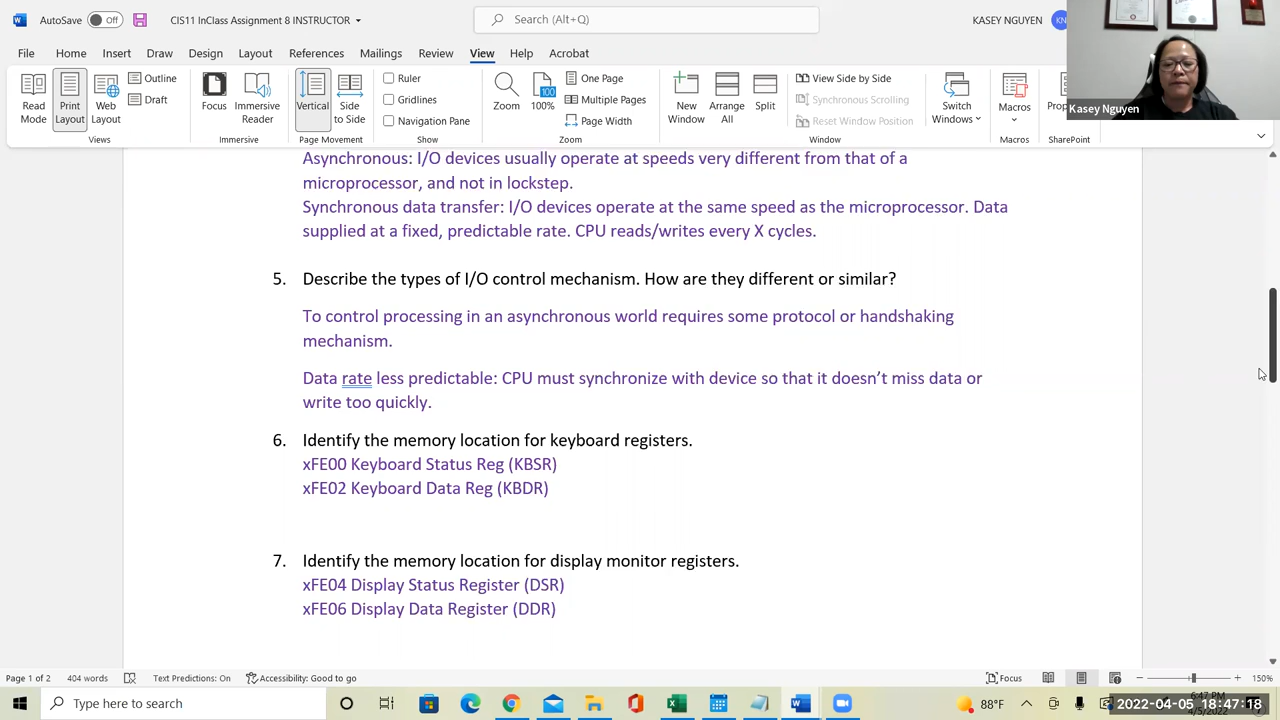 AutoSave Off CIS11 InClass Assignment 8 INSTRUCTOR Search (Alt+Q) KASEY NGUYEN KN
File Home Insert Draw Design Layout References Mailings Review View Help Acrobat
Read Mode Print Layout Web Layout Outline Draft Focus Immersive Reader Vertical Side to Side Ruler Gridlines Navigation Pane Zoom 100 100% One Page Multiple Pages Page Width New Window Arrange All Split View Side by Side Synchronous Scrolling Reset Window Position Switch Windows Macros
Kasey Nguyen
Views Immersive Page Movement Show Zoom Window Macros SharePoint
Asynchronous: I/O devices usually operate at speeds very different from that of a
microprocessor, and not in lockstep.
Synchronous data transfer: I/O devices operate at the same speed as the microprocessor. Data
supplied at a fixed, predictable rate. CPU reads/writes every X cycles.
5. Describe the types of I/O control mechanism. How are they different or similar?
To control processing in an asynchronous world requires some protocol or handshaking
mechanism.
Data rate less predictable: CPU must synchronize with device so that it doesn’t miss data or
write too quickly.
6. Identify the memory location for keyboard registers.
xFE00 Keyboard Status Reg (KBSR)
xFE02 Keyboard Data Reg (KBDR)
7. Identify the memory location for display monitor registers.
xFE04 Display Status Register (DSR)
xFE06 Display Data Register (DDR)
Page 1 of 2 404 words Text Predictions: On Accessibility: Good to go Focus 150%
Type here to search 88°F 2022-04-05 18:47:18